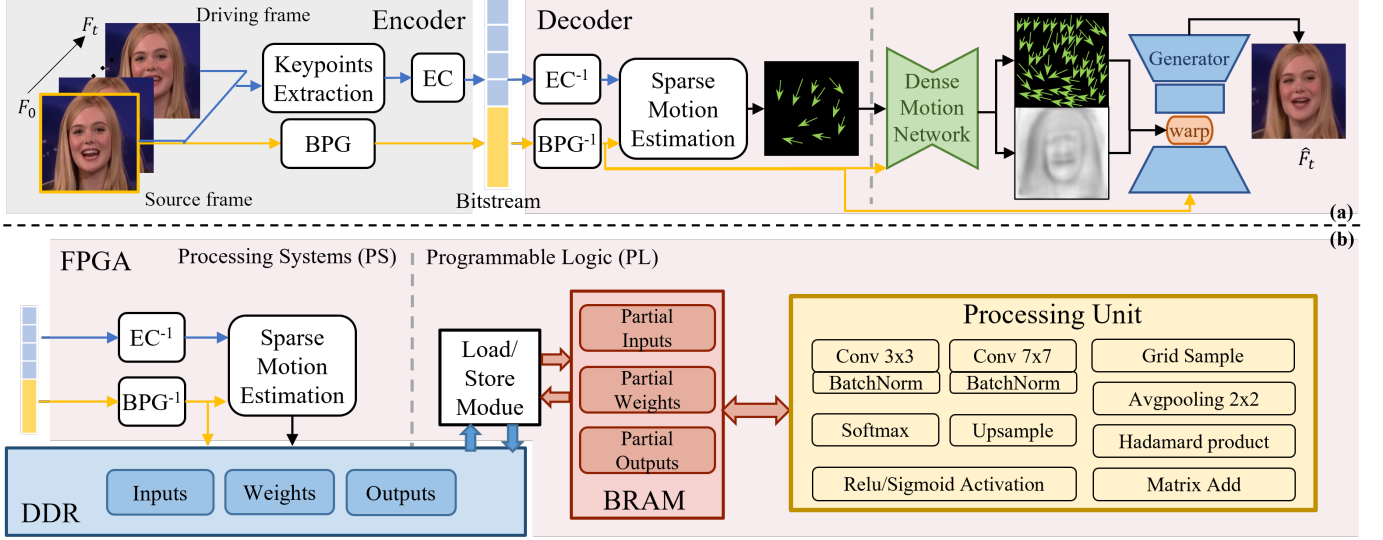 Driving frame
Encoder
Decoder
F_t
F_0
Keypoints
Extraction
EC
BPG
Source frame
Bitstream
EC⁻¹
BPG⁻¹
Sparse
Motion
Estimation
Dense
Motion
Network
Generator
warp
F̂_t
(a)
(b)
FPGA
Processing Systems (PS)
Programmable Logic (PL)
EC⁻¹
BPG⁻¹
Sparse
Motion
Estimation
DDR
Inputs
Weights
Outputs
Load/
Store
Modue
Partial
Inputs
Partial
Weights
Partial
Outputs
BRAM
Processing Unit
Conv 3x3
BatchNorm
Conv 7x7
BatchNorm
Grid Sample
Avgpooling 2x2
Softmax
Upsample
Hadamard product
Relu/Sigmoid Activation
Matrix Add